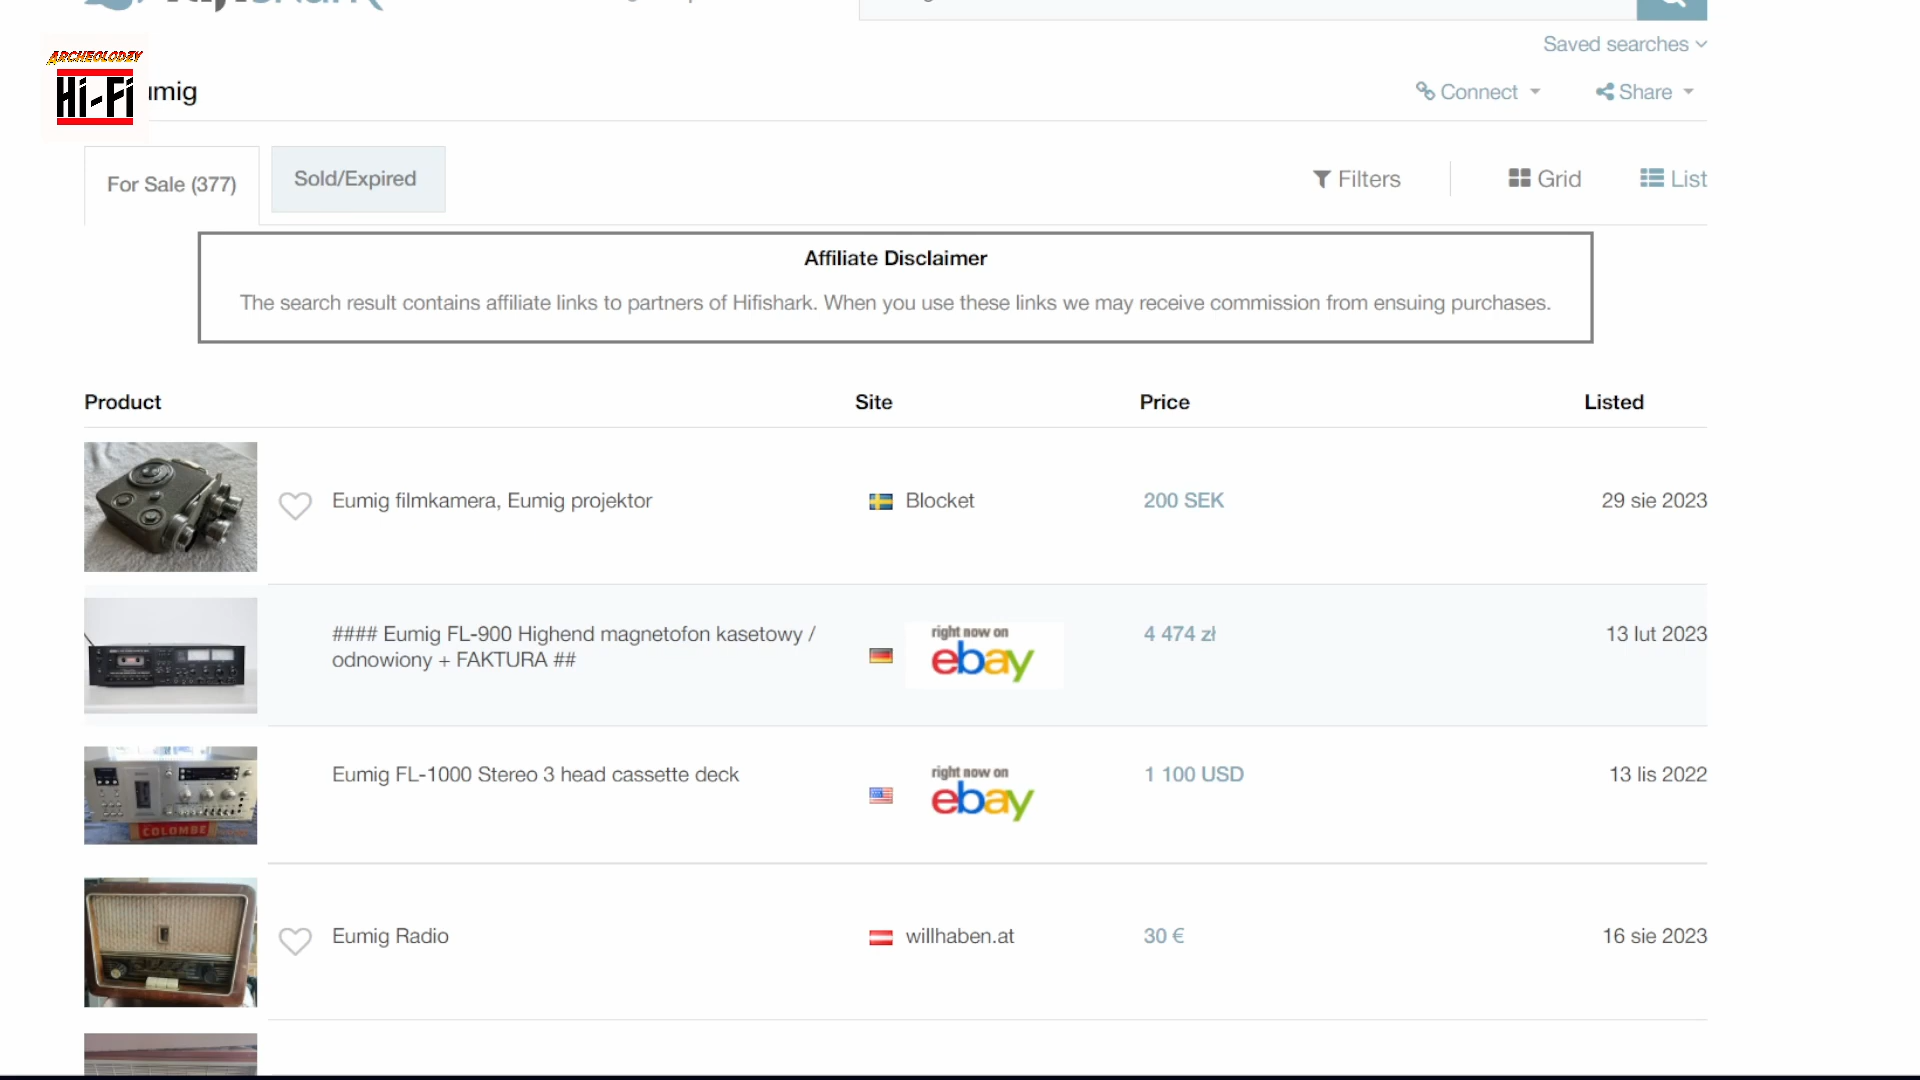 Saved searches
ARCHEOLODZY
Hi-Fi
umig
Connect
Share
For Sale (377)
Sold/Expired
Filters
Grid
List
Affiliate Disclaimer
The search result contains affiliate links to partners of Hifishark. When you use these links we may receive commission from ensuing purchases.
Product Site Price Listed
Eumig filmkamera, Eumig projektor Blocket 200 SEK 29 sie 2023
#### Eumig FL-900 Highend magnetofon kasetowy /
odnowiony + FAKTURA ##
right now on
ebay
4 474 zł
13 lut 2023
Eumig FL-1000 Stereo 3 head cassette deck
right now on
ebay
1 100 USD
13 lis 2022
COLOMBE
Eumig Radio willhaben.at 30 € 16 sie 2023